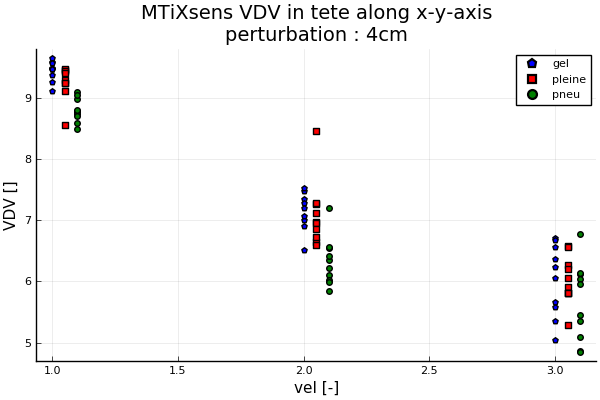 MTiXsens VDV in tete along x-y-axis
perturbation : 4cm
gel
pleine
pneu
VDV []
9
8
7
6
5
1.0
1.5
2.0
2.5
3.0
vel [-]